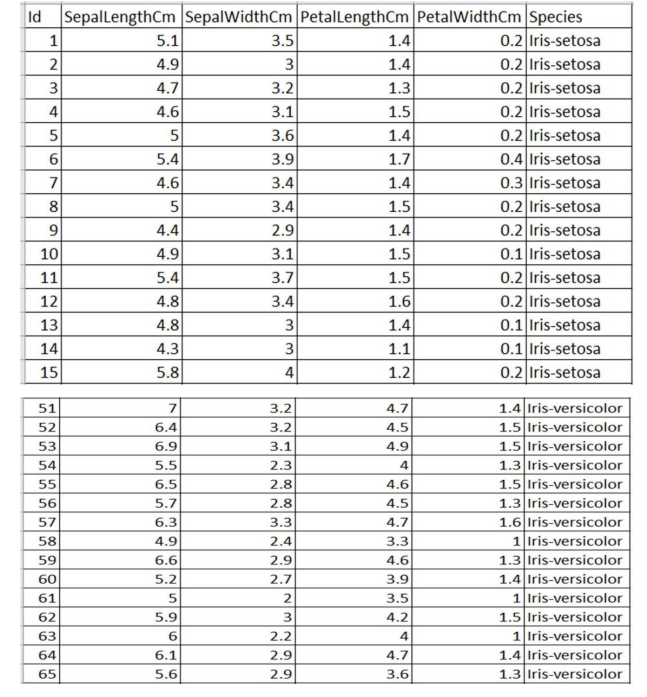 Id SepalLengthCm SepalWidthCm PetalLengthCm PetalWidthCm Species
1 5.1 3.5 1.4 0.2 Iris-setosa
2 4.9 3 1.4 0.2 Iris-setosa
3 4.7 3.2 1.3 0.2 Iris-setosa
4 4.6 3.1 1.5 0.2 Iris-setosa
5 5 3.6 1.4 0.2 Iris-setosa
6 5.4 3.9 1.7 0.4 Iris-setosa
7 4.6 3.4 1.4 0.3 Iris-setosa
8 5 3.4 1.5 0.2 Iris-setosa
9 4.4 2.9 1.4 0.2 Iris-setosa
10 4.9 3.1 1.5 0.1 Iris-setosa
11 5.4 3.7 1.5 0.2 Iris-setosa
12 4.8 3.4 1.6 0.2 Iris-setosa
13 4.8 3 1.4 0.1 Iris-setosa
14 4.3 3 1.1 0.1 Iris-setosa
15 5.8 4 1.2 0.2 Iris-setosa
51 7 3.2 4.7 1.4 Iris-versicolor
52 6.4 3.2 4.5 1.5 Iris-versicolor
53 6.9 3.1 4.9 1.5 Iris-versicolor
54 5.5 2.3 4 1.3 Iris-versicolor
55 6.5 2.8 4.6 1.5 Iris-versicolor
56 5.7 2.8 4.5 1.3 Iris-versicolor
57 6.3 3.3 4.7 1.6 Iris-versicolor
58 4.9 2.4 3.3 1 Iris-versicolor
59 6.6 2.9 4.6 1.3 Iris-versicolor
60 5.2 2.7 3.9 1.4 Iris-versicolor
61 5 2 3.5 1 Iris-versicolor
62 5.9 3 4.2 1.5 Iris-versicolor
63 6 2.2 4 1 Iris-versicolor
64 6.1 2.9 4.7 1.4 Iris-versicolor
65 5.6 2.9 3.6 1.3 Iris-versicolor